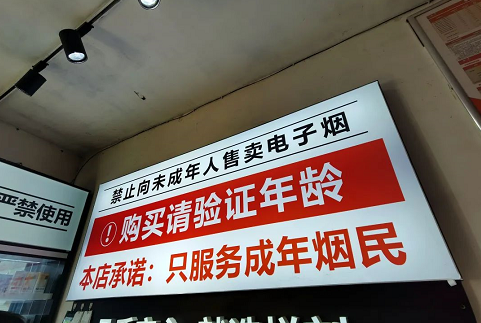 禁止向未成年人售卖电子烟
!购买请验证年龄
本店承诺：只服务成年烟民
严禁使用